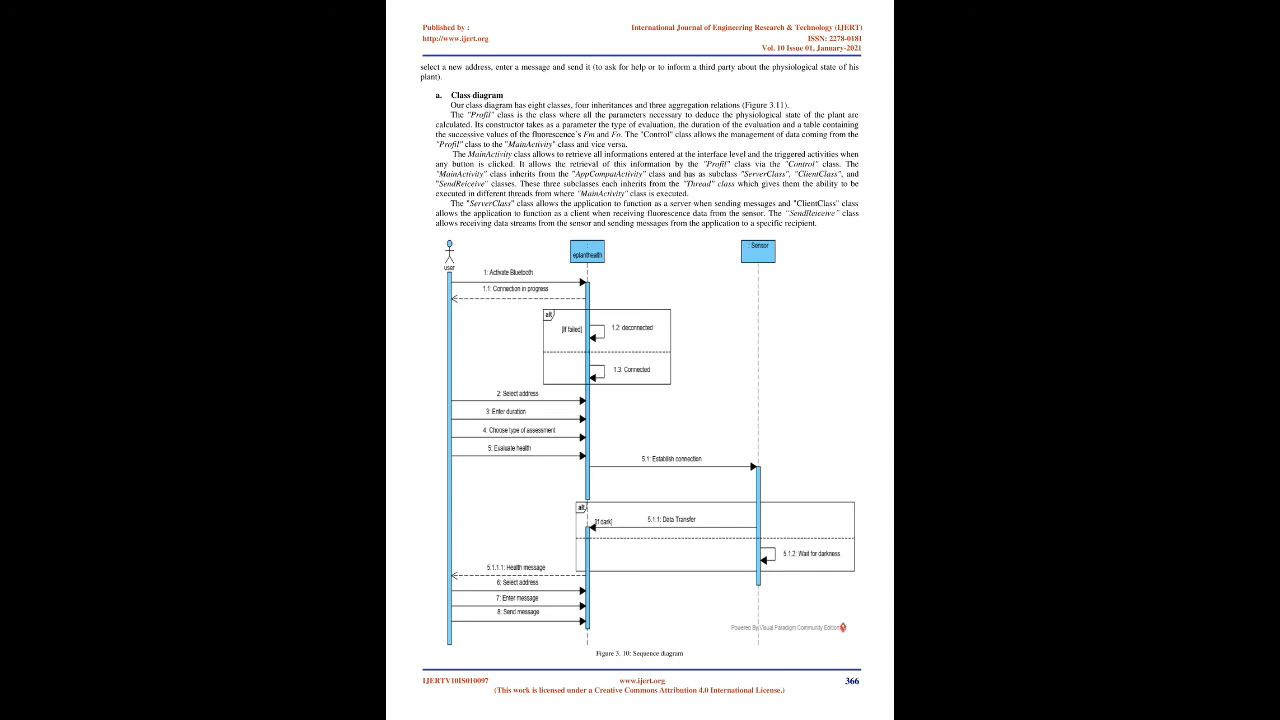 Published by :
International Journal of Engineering Research & Technology (IJERT)
http://www.ijert.org
ISSN: 2278-0181
Vol. 10 Issue 01, January-2021
select a new address, enter a message and send it (to ask for help or to inform a third party about the physiological state of his
plant).
a. Class diagram
Our class diagram has eight classes, four inheritances and three aggregation relations (Figure 3.11).
The "Profil" class is the class where all the parameters necessary to deduce the physiological state of the plant are
calculated. Its constructor takes as a parameter the type of evaluation, the duration of the evaluation and a table containing
the successive values of the fluorescence's Fm and Fo. The "Control" class allows the management of data coming from the
"Profil" class to the "MainActivity" class and vice versa.
The MainActivity class allows to retrieve all informations entered at the interface level and the triggered activities when
any button is clicked. It allows the retrieval of this information by the "Profil" class via the "Control" class. The
"MainActivity" class inherits from the "AppCompatActivity" class and has as subclass "ServerClass", "ClientClass", and
"SendReiceive" classes. These three subclasses each inherits from the "Thread" class which gives them the ability to be
executed in different threads from where "MainActivity" class is executed.
The "ServerClass" class allows the application to function as a server when sending messages and "ClientClass" class
allows the application to function as a client when receiving fluorescence data from the sensor. The "SendReiceive" class
allows receiving data streams from the sensor and sending messages from the application to a specific recipient.
user
eplanthealth
: Sensor
1: Activate Bluetooth
1.1: Connection in progress
alt
[If failed]
1.2: deconnected
1.3: Connected
2: Select address
3: Enter duration
4: Choose type of assessment
5: Evaluate health
5.1: Establish connection
alt
[If dark]
5.1.1: Data Transfer
5.1.2: Wait for darkness
5.1.1.1: Health message
6: Select address
7: Enter message
8: Send message
Powered By Visual Paradigm Community Edition
Figure 3. 10: Sequence diagram
IJERTV10IS010097
www.ijert.org
366
(This work is licensed under a Creative Commons Attribution 4.0 International License.)